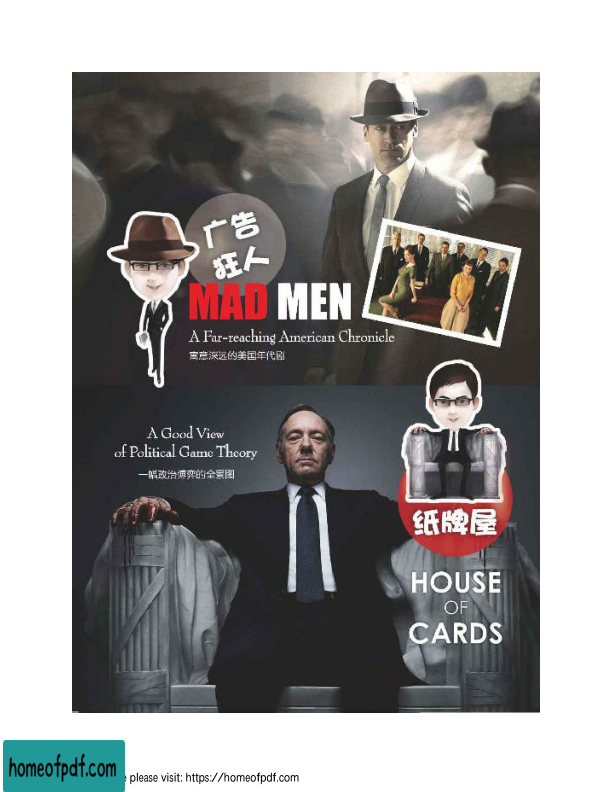 广告
狂人
MAD MEN
A Far-reaching American Chronicle
寓意深远的美国年代剧
A Good View
of Political Game Theory
一幅政治博弈的全景图
纸牌屋
HOUSE
OF
CARDS
homeofpdf.com
please visit: https://homeofpdf.com